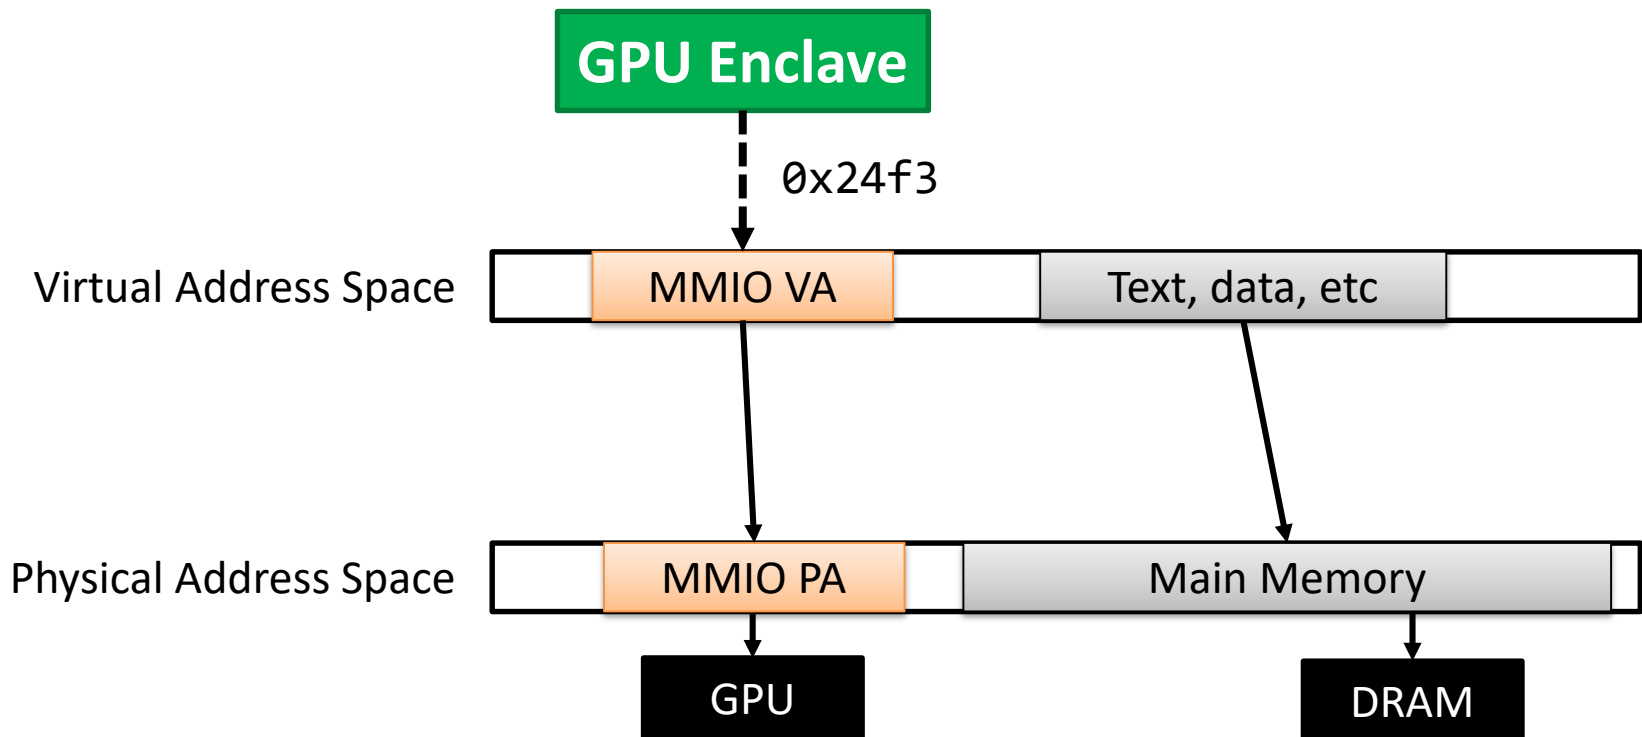 GPU Enclave
0x24f3
Virtual Address Space
MMIO VA
Text, data, etc
Physical Address Space
MMIO PA
Main Memory
GPU
DRAM